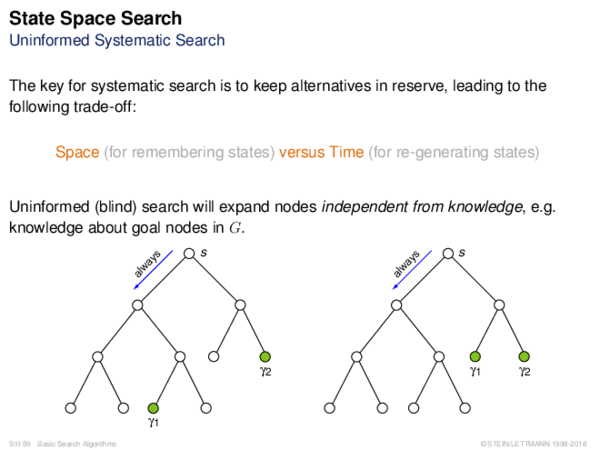 State Space Search
Uninformed Systematic Search
The key for systematic search is to keep alternatives in reserve, leading to the
following trade-off:
Space (for remembering states) versus Time (for re-generating states)
Uninformed (blind) search will expand nodes independent from knowledge, e.g.
knowledge about goal nodes in G.
always
s
γ2
γ1
always
s
γ1
γ2
S:II-59 Basic Search Algorithms
© STEIN/LETTMANN 1998-2018